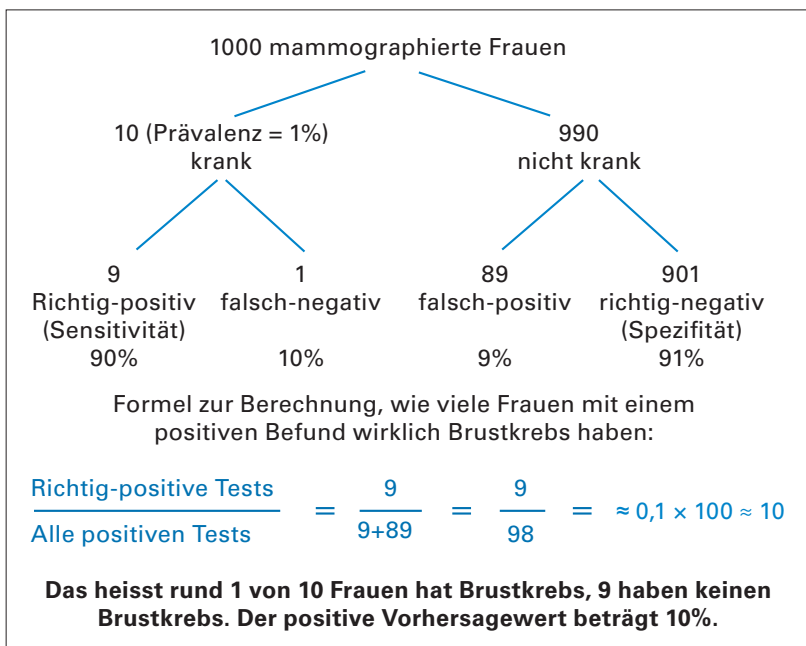 1000 mammographierte Frauen
10 (Prävalenz = 1%) 990
krank nicht krank
9 1 89 901
Richtig-positiv falsch-negativ falsch-positiv richtig-negativ
(Sensitivität) (Spezifität)
90% 10% 9% 91%
Formel zur Berechnung, wie viele Frauen mit einem
positiven Befund wirklich Brustkrebs haben:
Richtig-positive Tests 9 9
= = = ≈ 0,1 × 100 ≈ 10
Alle positiven Tests 9+89 98
Das heisst rund 1 von 10 Frauen hat Brustkrebs, 9 haben keinen
Brustkrebs. Der positive Vorhersagewert beträgt 10%.